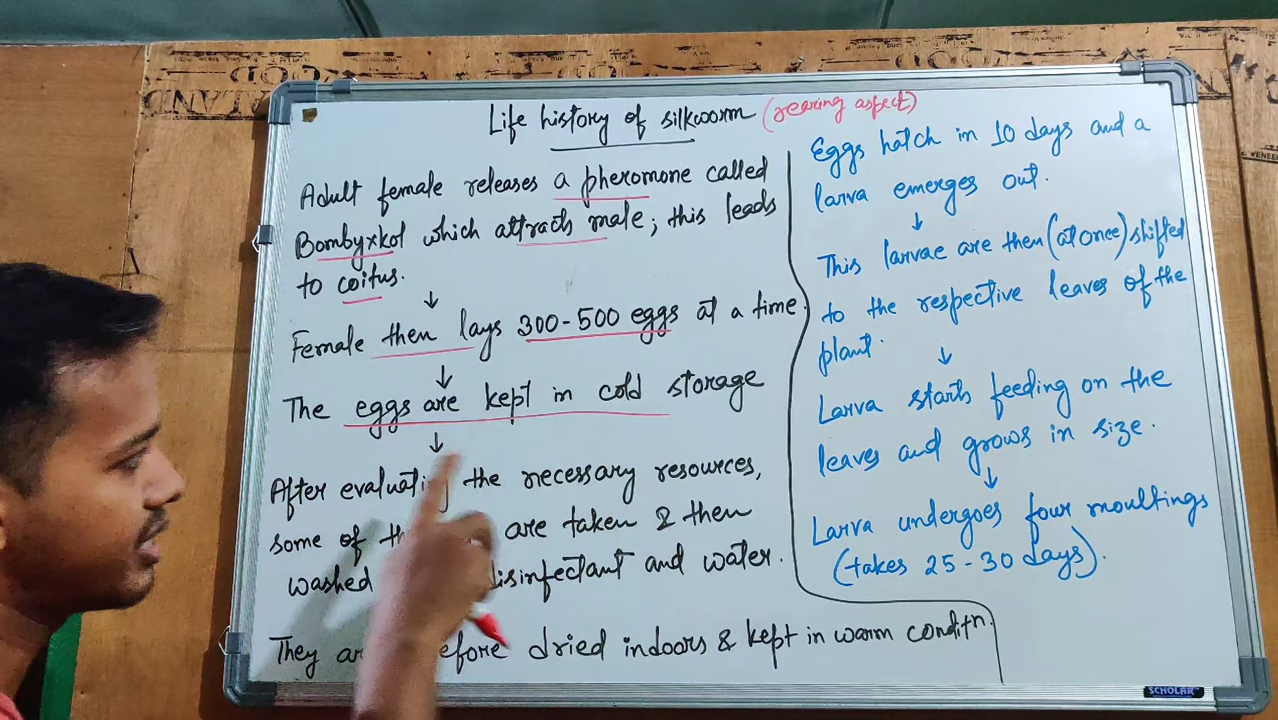 Life history of silkworm (rearing aspect)
Adult female releases a pheromone called
Bombyxkol which attracts male; this leads
to coitus.
↓
Female then lays 300-500 eggs at a time.
↓
The eggs are kept in cold storage
↓
After evaluating the necessary resources,
some of are taken & then
washed disinfectant and water.
They dried indoors & kept in warm conditn.
Eggs hatch in 10 days and a
larva emerges out.
↓
This larvae are then (at once) shifted
to the respective leaves of the
plant.
↓
Larva starts feeding on the
leaves and grows in size.
↓
Larva undergoes four moultings
(takes 25-30 days).
SCHOLAR